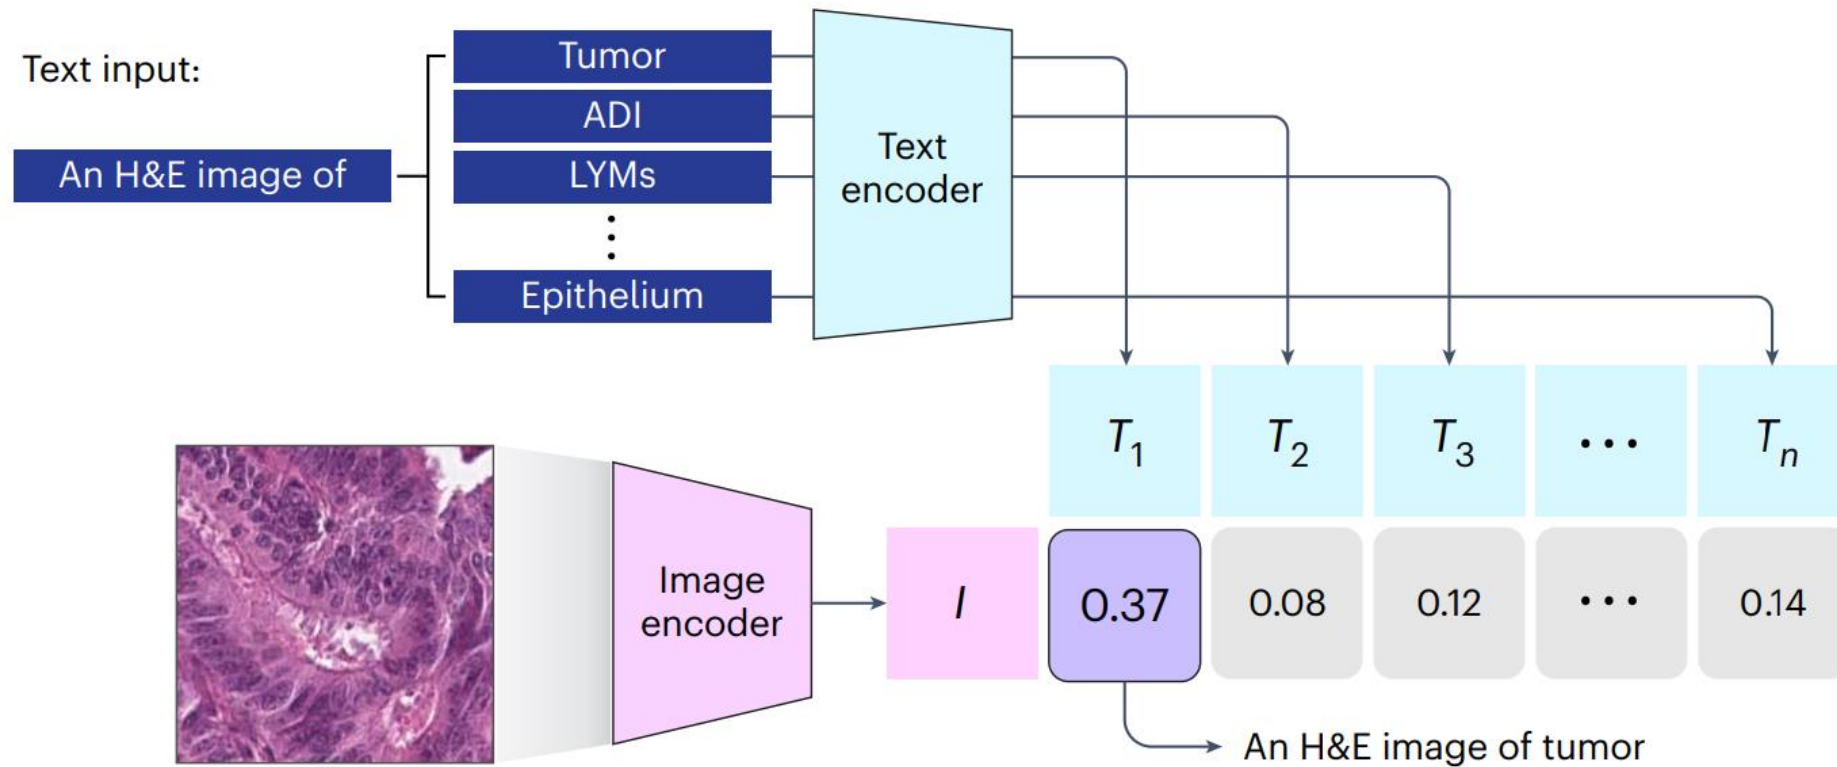 Text input:
An H&E image of
Tumor
ADI
LYMs
Epithelium
Text
encoder
T1 T2 T3 ... Tn
Image
encoder
I 0.37 0.08 0.12 ... 0.14
An H&E image of tumor